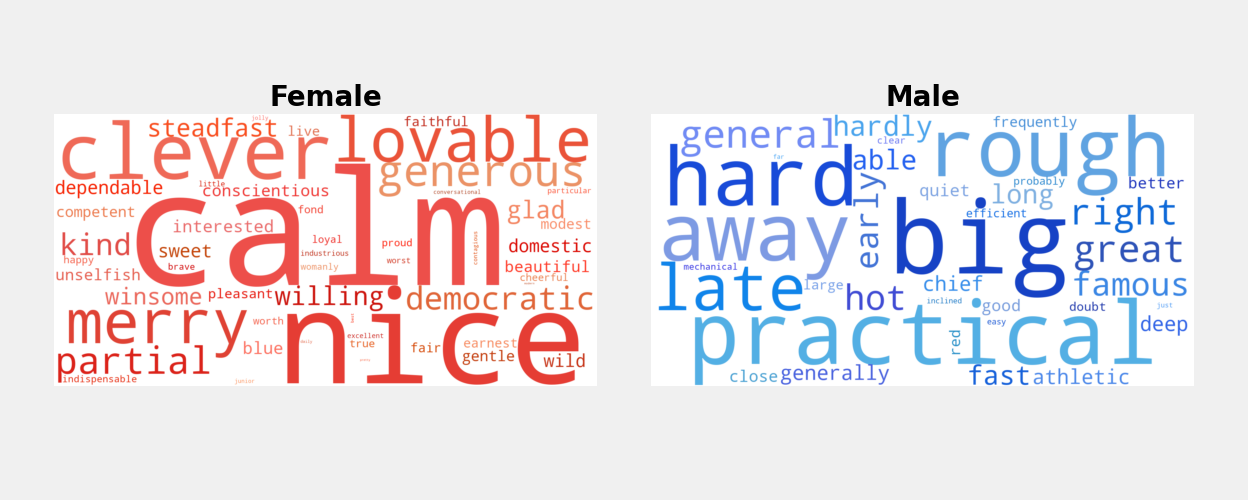 Female
jolly
faithful
clever
steadfast
live
lovable
generous
dependable
little
conscientious
conversational
particular
competent
fond
glad
modest
calm
interested
kind
sweet
loyal
proud
industrious
worst
contagious
domestic
happy
brave
womanly
beautiful
unselfish
cheerful
winsome
pleasant
willing
democratic
merry
worth
nice
excellent
true
blue
fair
earnest
gentle
wild
partial
indispensable
junior
Male
general
hardly
frequently
clear
rough
hard
far
able
quiet
probably
better
long
early
away
efficient
right
big
great
mechanical
late
large
chief
famous
hot
inclined
good
doubt
just
practical
easy
deep
red
close
generally
fast
athletic